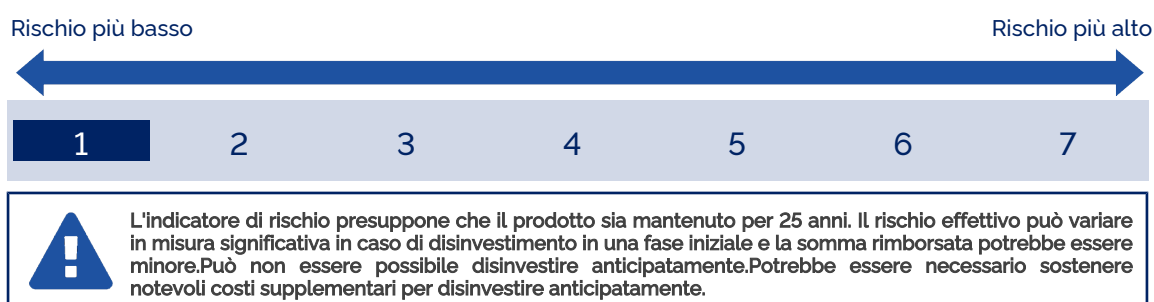 Rischio più basso Rischio più alto
1 2 3 4 5 6 7
L'indicatore di rischio presuppone che il prodotto sia mantenuto per 25 anni. Il rischio effettivo può variare
in misura significativa in caso di disinvestimento in una fase iniziale e la somma rimborsata potrebbe essere
minore.Può non essere possibile disinvestire anticipatamente.Potrebbe essere necessario sostenere
notevoli costi supplementari per disinvestire anticipatamente.